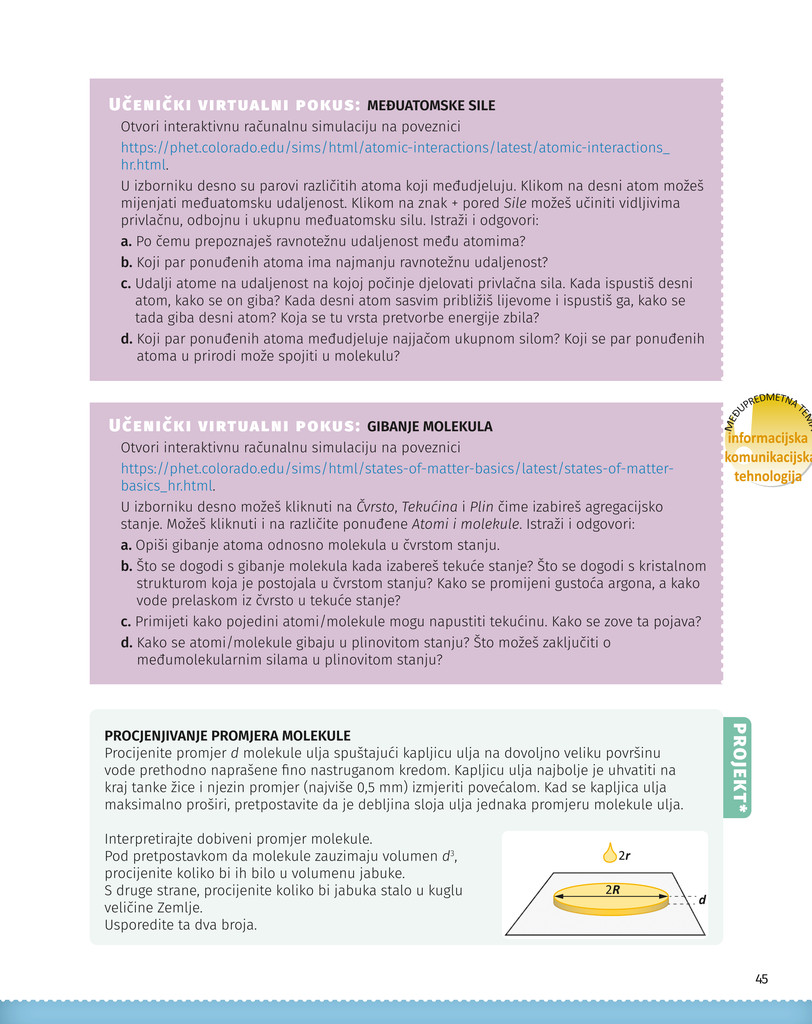 UČENIČKI VIRTUALNI POKUS: MEĐUATOMSKE SILE
Otvori interaktivnu računalnu simulaciju na poveznici
https://phet.colorado.edu/sims/html/atomic-interactions/latest/atomic-interactions_
hr.html.
U izborniku desno su parovi različitih atoma koji međudjeluju. Klikom na desni atom možeš
mijenjati međuatomsku udaljenost. Klikom na znak + pored Sile možeš učiniti vidljivima
privlačnu, odbojnu i ukupnu međuatomsku silu. Istraži i odgovori:
a. Po čemu prepoznaješ ravnotežnu udaljenost među atomima?
b. Koji par ponuđenih atoma ima najmanju ravnotežnu udaljenost?
c. Udalji atome na udaljenost na kojoj počinje djelovati privlačna sila. Kada ispustiš desni
atom, kako se on giba? Kada desni atom sasvim približiš lijevome i ispustiš ga, kako se
tada giba desni atom? Koja se tu vrsta pretvorbe energije zbila?
d. Koji par ponuđenih atoma međudjeluje najjačom ukupnom silom? Koji se par ponuđenih
atoma u prirodi može spojiti u molekulu?
MEĐUPREDMETNA TEM
informacijska
komunikacijska
tehnologija
UČENIČKI VIRTUALNI POKUS: GIBANJE MOLEKULA
Otvori interaktivnu računalnu simulaciju na poveznici
https://phet.colorado.edu/sims/html/states-of-matter-basics/latest/states-of-matter-
basics_hr.html.
U izborniku desno možeš kliknuti na Čvrsto, Tekućina i Plin čime izabireš agregacijsko
stanje. Možeš kliknuti i na različite ponuđene Atomi i molekule. Istraži i odgovori:
a. Opiši gibanje atoma odnosno molekula u čvrstom stanju.
b. Što se dogodi s gibanje molekula kada izabereš tekuće stanje? Što se dogodi s kristalnom
strukturom koja je postojala u čvrstom stanju? Kako se promijeni gustoća argona, a kako
vode prelaskom iz čvrsto u tekuće stanje?
c. Primijeti kako pojedini atomi/molekule mogu napustiti tekućinu. Kako se zove ta pojava?
d. Kako se atomi/molekule gibaju u plinovitom stanju? Što možeš zaključiti o
međumolekularnim silama u plinovitom stanju?
PROJEKT*
PROCJENJIVANJE PROMJERA MOLEKULE
Procijenite promjer d molekule ulja spuštajući kapljicu ulja na dovoljno veliku površinu
vode prethodno naprašene fino nastruganom kredom. Kapljicu ulja najbolje je uhvatiti na
kraj tanke žice i njezin promjer (najviše 0,5 mm) izmjeriti povećalom. Kad se kapljica ulja
maksimalno proširi, pretpostavite da je debljina sloja ulja jednaka promjeru molekule ulja.
Interpretirajte dobiveni promjer molekule.
Pod pretpostavkom da molekule zauzimaju volumen d³,
procijenite koliko bi ih bilo u volumenu jabuke.
S druge strane, procijenite koliko bi jabuka stalo u kuglu
veličine Zemlje.
Usporedite ta dva broja.
2r
2R
d
45